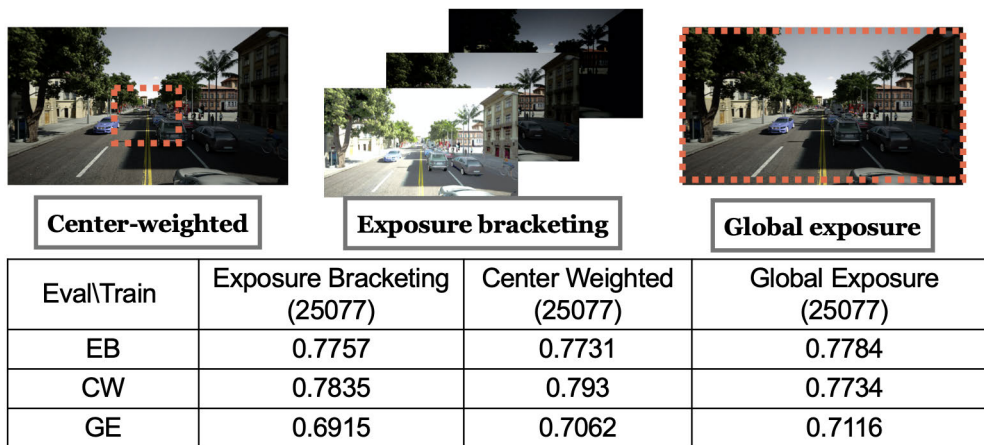 Center-weighted
Exposure bracketing
Global exposure
Eval\Train
Exposure Bracketing
(25077)
Center Weighted
(25077)
Global Exposure
(25077)
EB 0.7757 0.7731 0.7784
CW 0.7835 0.793 0.7734
GE 0.6915 0.7062 0.7116